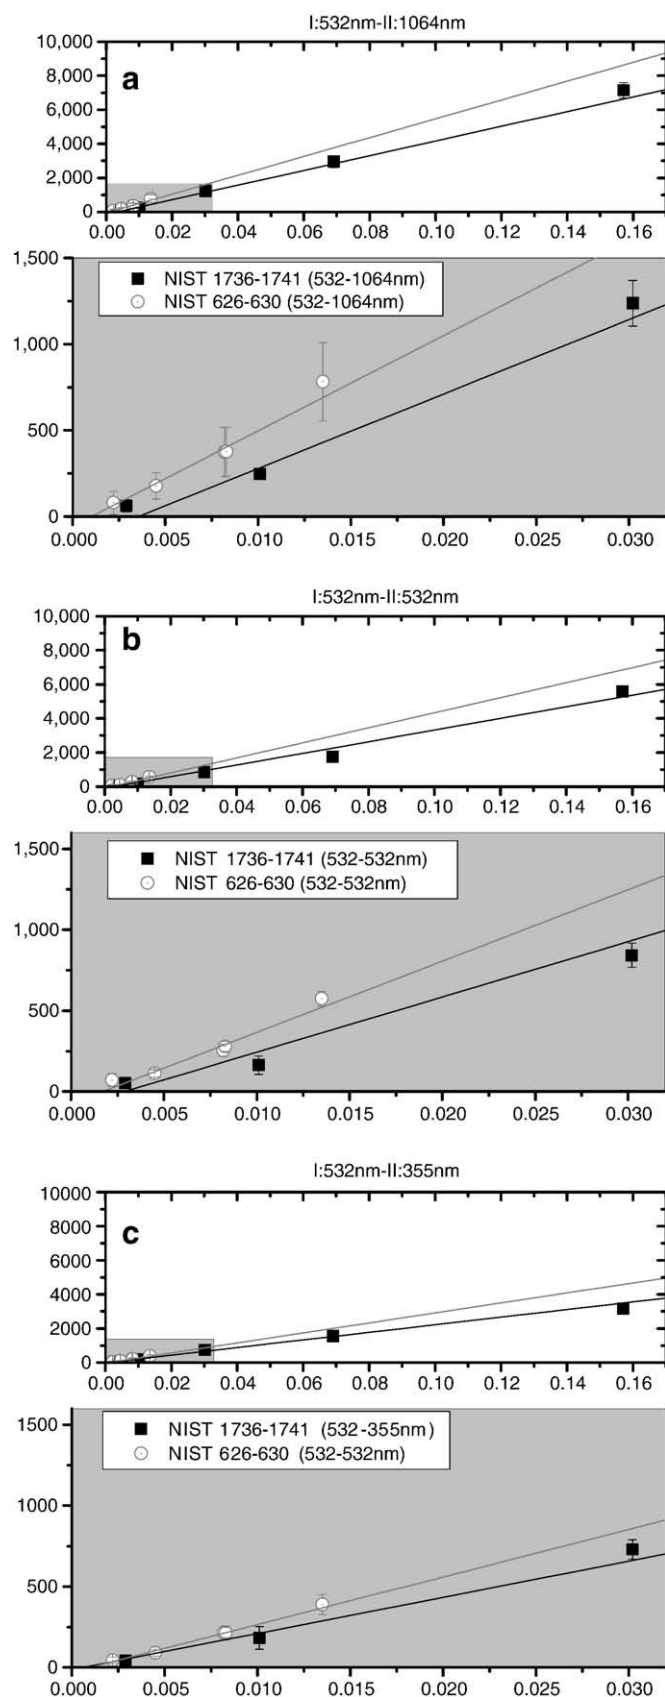 I:532nm-II:1064nm
10,000
a
8,000
6,000
4,000
2,000
0
0.00 0.02 0.04 0.06 0.08 0.10 0.12 0.14 0.16
1,500
NIST 1736-1741 (532-1064nm)
NIST 626-630 (532-1064nm)
1,000
500
0
0.000 0.005 0.010 0.015 0.020 0.025 0.030
I:532nm-II:532nm
10,000
b
8,000
6,000
4,000
2,000
0
0.00 0.02 0.04 0.06 0.08 0.10 0.12 0.14 0.16
1,500
NIST 1736-1741 (532-532nm)
NIST 626-630 (532-532nm)
1,000
500
0
0.000 0.005 0.010 0.015 0.020 0.025 0.030
I:532nm-II:355nm
10000
c
8000
6000
4000
2000
0
0.00 0.02 0.04 0.06 0.08 0.10 0.12 0.14 0.16
1500
NIST 1736-1741 (532-355nm)
NIST 626-630 (532-532nm)
1000
500
0
0.000 0.005 0.010 0.015 0.020 0.025 0.030